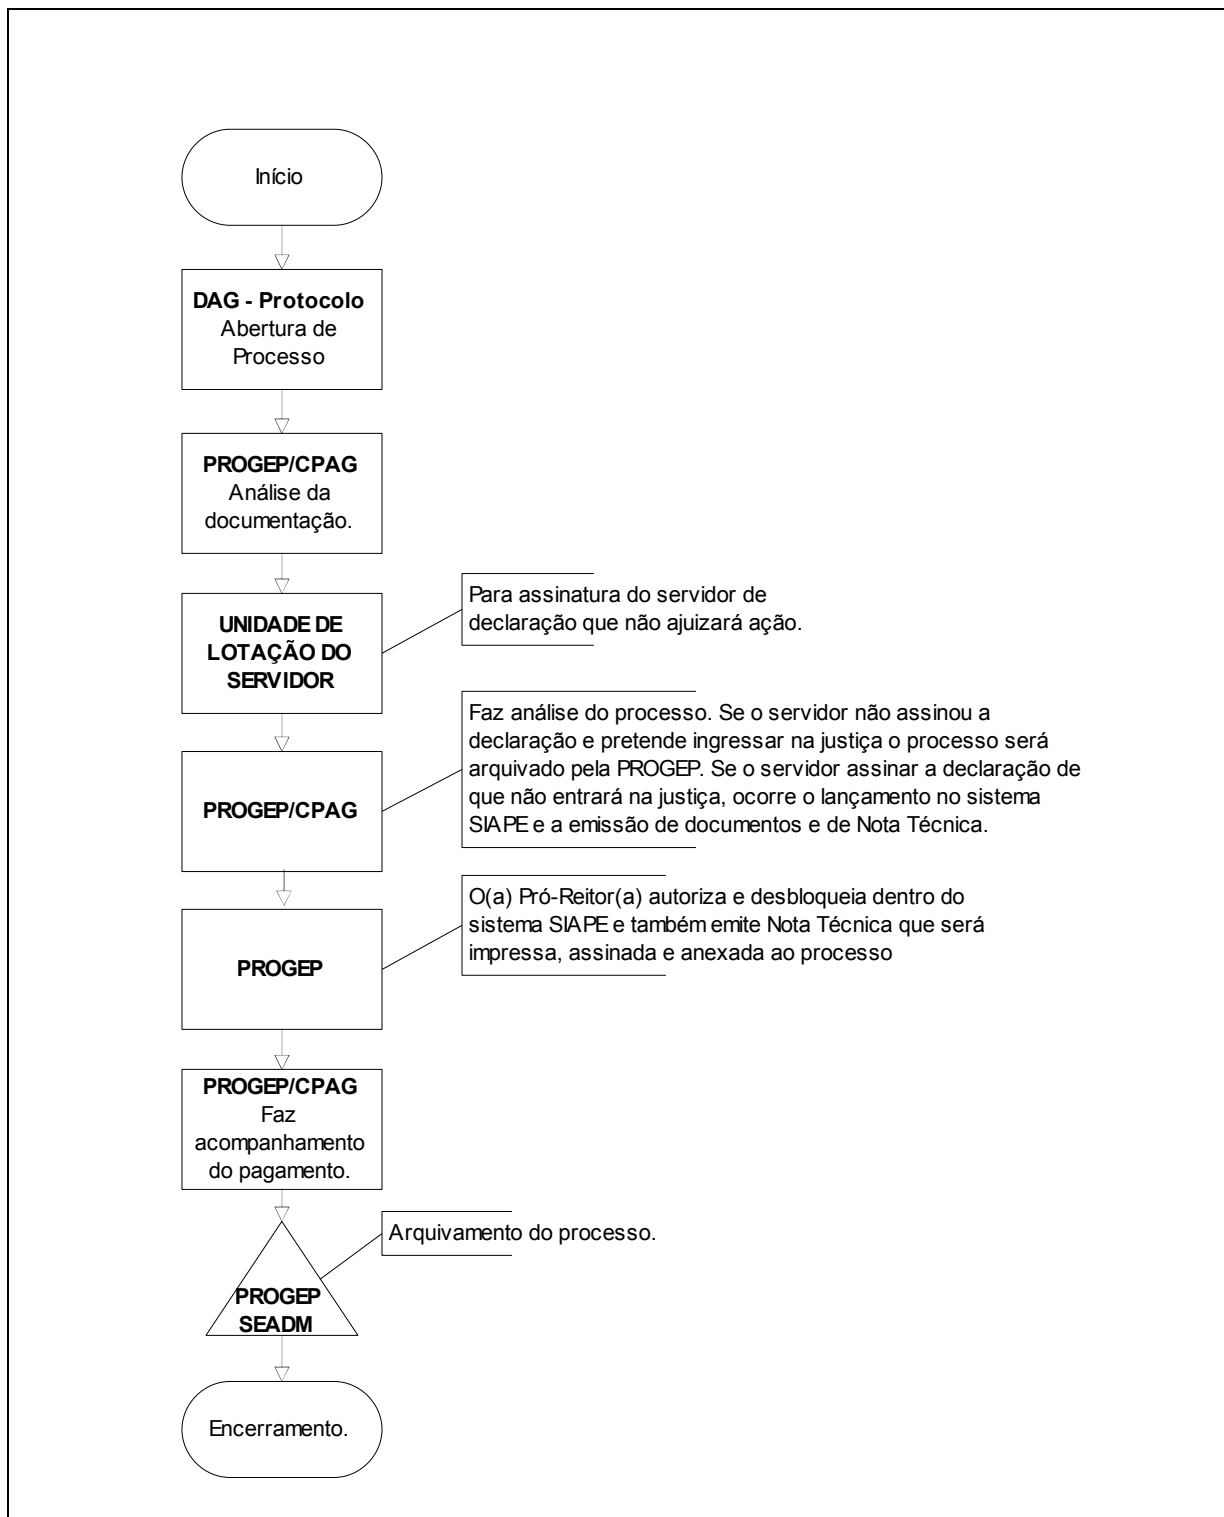 Início
DAG - Protocolo
Abertura de
Processo
PROGEP/CPAG
Análise da
documentação.
UNIDADE DE
LOTAÇÃO DO
SERVIDOR
Para assinatura do servidor de
declaração que não ajuizará ação.
PROGEP/CPAG
Faz análise do processo. Se o servidor não assinou a
declaração e pretende ingressar na justiça o processo será
arquivado pela PROGEP. Se o servidor assinar a declaração de
que não entrará na justiça, ocorre o lançamento no sistema
SIAPE e a emissão de documentos e de Nota Técnica.
PROGEP
O(a) Pró-Reitor(a) autoriza e desbloqueia dentro do
sistema SIAPE e também emite Nota Técnica que será
impressa, assinada e anexada ao processo
PROGEP/CPAG
Faz
acompanhamento
do pagamento.
Arquivamento do processo.
PROGEP
SEADM
Encerramento.